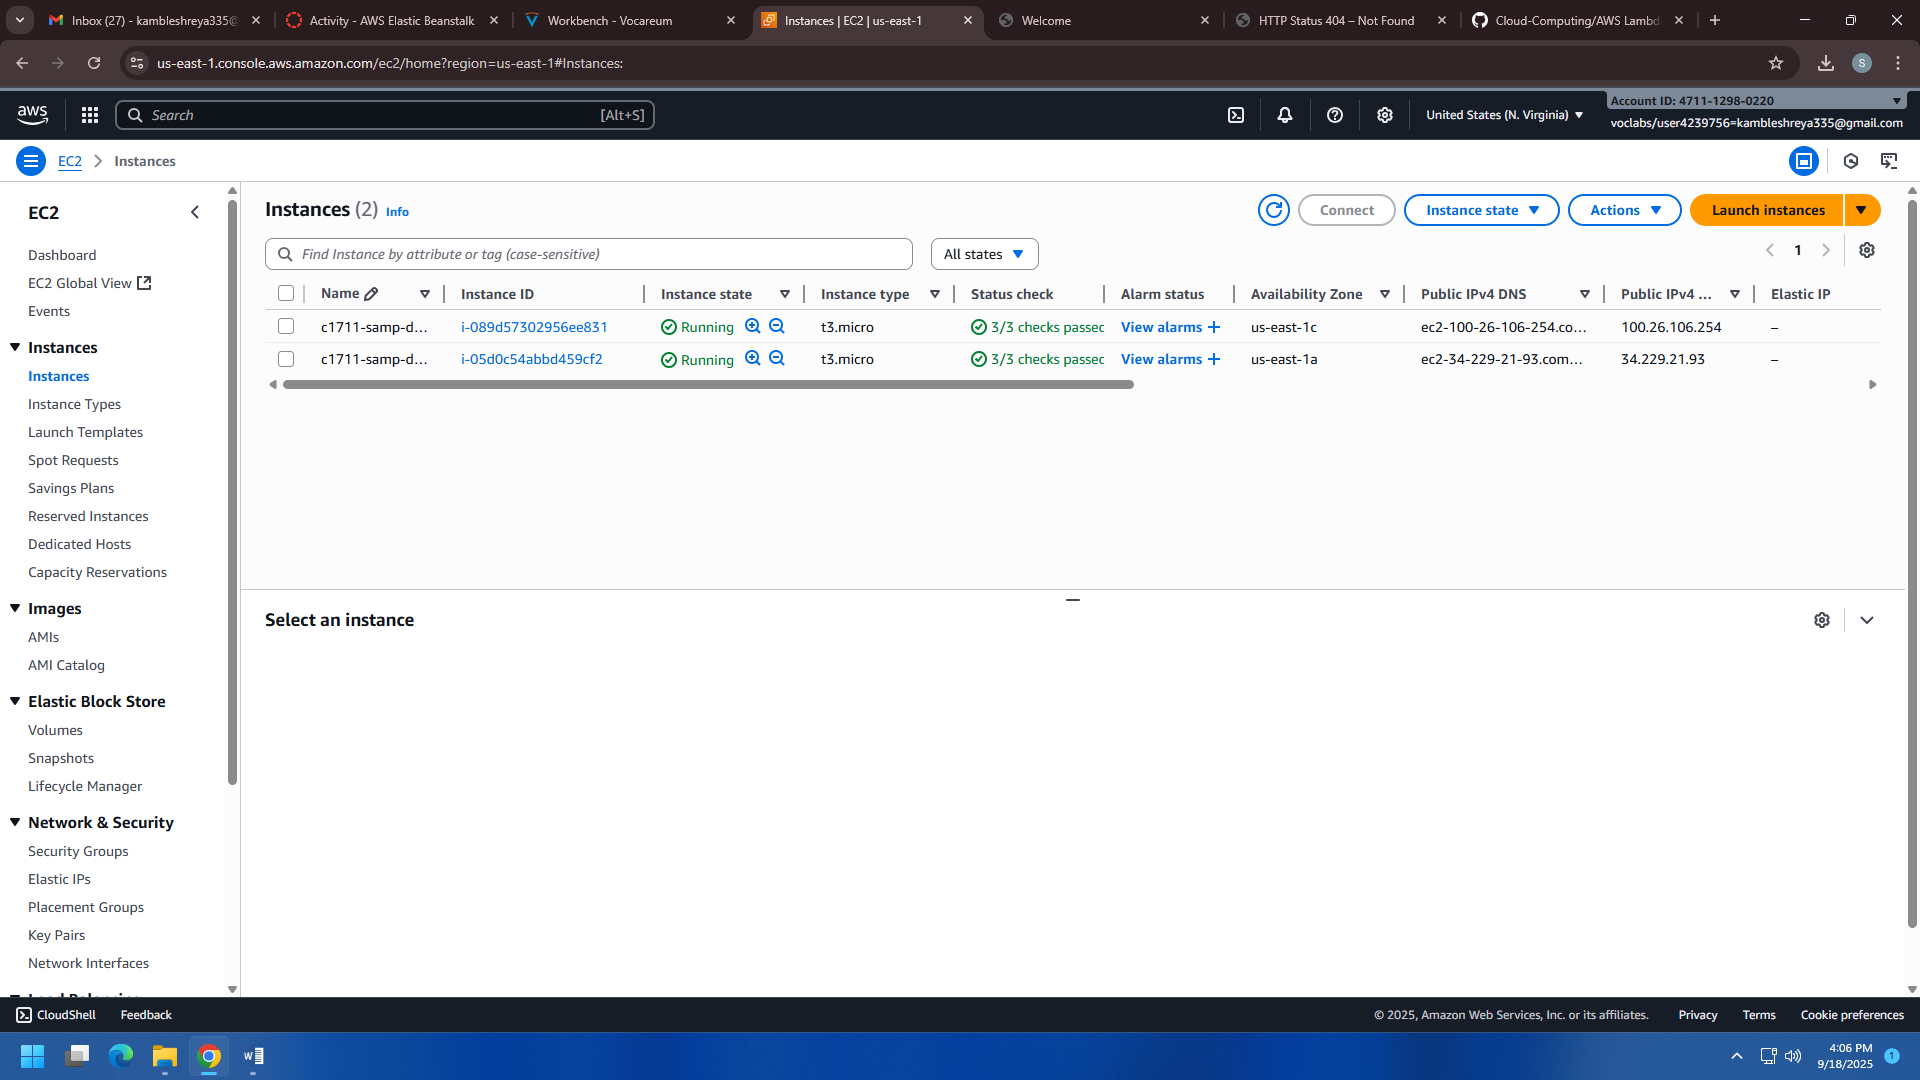 Inbox (27) - kambleshreya335@
Activity - AWS Elastic Beanstalk
Workbench - Vocareum
Instances | EC2 | us-east-1
Welcome
HTTP Status 404 – Not Found
Cloud-Computing/AWS Lambd
us-east-1.console.aws.amazon.com/ec2/home?region=us-east-1#Instances:
S
aws
Search
[Alt+S]
United States (N. Virginia)
Account ID: 4711-1298-0220
voclabs/user4239756=kambleshreya335@gmail.com
EC2
Instances
EC2
Dashboard
EC2 Global View
Events
Instances
Instances
Instance Types
Launch Templates
Spot Requests
Savings Plans
Reserved Instances
Dedicated Hosts
Capacity Reservations
Images
AMIs
AMI Catalog
Elastic Block Store
Volumes
Snapshots
Lifecycle Manager
Network & Security
Security Groups
Elastic IPs
Placement Groups
Key Pairs
Network Interfaces
Load Balancing
Instances (2) Info
Connect
Instance state
Actions
Launch instances
Find Instance by attribute or tag (case-sensitive)
All states
1
Name Instance ID Instance state Instance type Status check Alarm status Availability Zone Public IPv4 DNS Public IPv4 ... Elastic IP
c1711-samp-d... i-089d57302956ee831 Running t3.micro 3/3 checks passed View alarms + us-east-1c ec2-100-26-106-254.co... 100.26.106.254 –
c1711-samp-d... i-05d0c54abbd459cf2 Running t3.micro 3/3 checks passed View alarms + us-east-1a ec2-34-229-21-93.com... 34.229.21.93 –
Select an instance
CloudShell
Feedback
© 2025, Amazon Web Services, Inc. or its affiliates.
Privacy
Terms
Cookie preferences
4:06 PM
9/18/2025
1